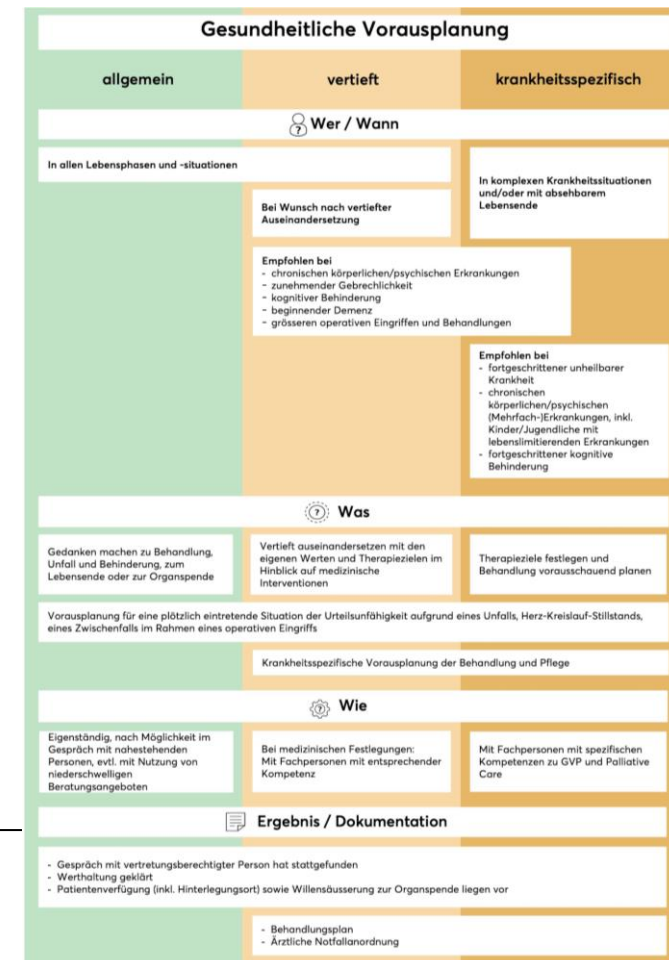 Gesundheitliche Vorausplanung
allgemein
vertieft
krankheitsspezifisch
Wer / Wann
In allen Lebensphasen und -situationen
In komplexen Krankheitssituationen
und/oder mit absehbarem
Lebensende
Bei Wunsch nach vertiefter
Auseinandersetzung
Empfohlen bei
- chronischen körperlichen/psychischen Erkrankungen
- zunehmender Gebrechlichkeit
- kognitiver Behinderung
- beginnender Demenz
- grösseren operativen Eingriffen und Behandlungen
Empfohlen bei
- fortgeschrittener unheilbarer
Krankheit
- chronischen
körperlichen/psychischen
(Mehrfach-)Erkrankungen, inkl.
Kinder/Jugendliche mit
lebenslimitierenden Erkrankungen
- fortgeschrittener kognitive
Behinderung
Was
Gedanken machen zu Behandlung,
Unfall und Behinderung, zum
Lebensende oder zur Organspende
Vertieft auseinandersetzen mit den
eigenen Werten und Therapiezielen im
Hinblick auf medizinische
Interventionen
Therapieziele festlegen und
Behandlung vorausschauend planen
Vorausplanung für eine plötzlich eintretende Situation der Urteilsunfähigkeit aufgrund eines Unfalls, Herz-Kreislauf-Stillstands,
eines Zwischenfalls im Rahmen eines operativen Eingriffs
Krankheitsspezifische Vorausplanung der Behandlung und Pflege
Wie
Eigenständig, nach Möglichkeit im
Gespräch mit nahestehenden
Personen, evtl. mit Nutzung von
niederschwelligen
Beratungsangeboten
Bei medizinischen Festlegungen:
Mit Fachpersonen mit entsprechender
Kompetenz
Mit Fachpersonen mit spezifischen
Kompetenzen zu GVP und Palliative
Care
Ergebnis / Dokumentation
- Gespräch mit vertretungsberechtigter Person hat stattgefunden
- Werthaltung geklärt
- Patientenverfügung (inkl. Hinterlegungsort) sowie Willensäusserung zur Organspende liegen vor
- Behandlungsplan
- Ärztliche Notfallanordnung